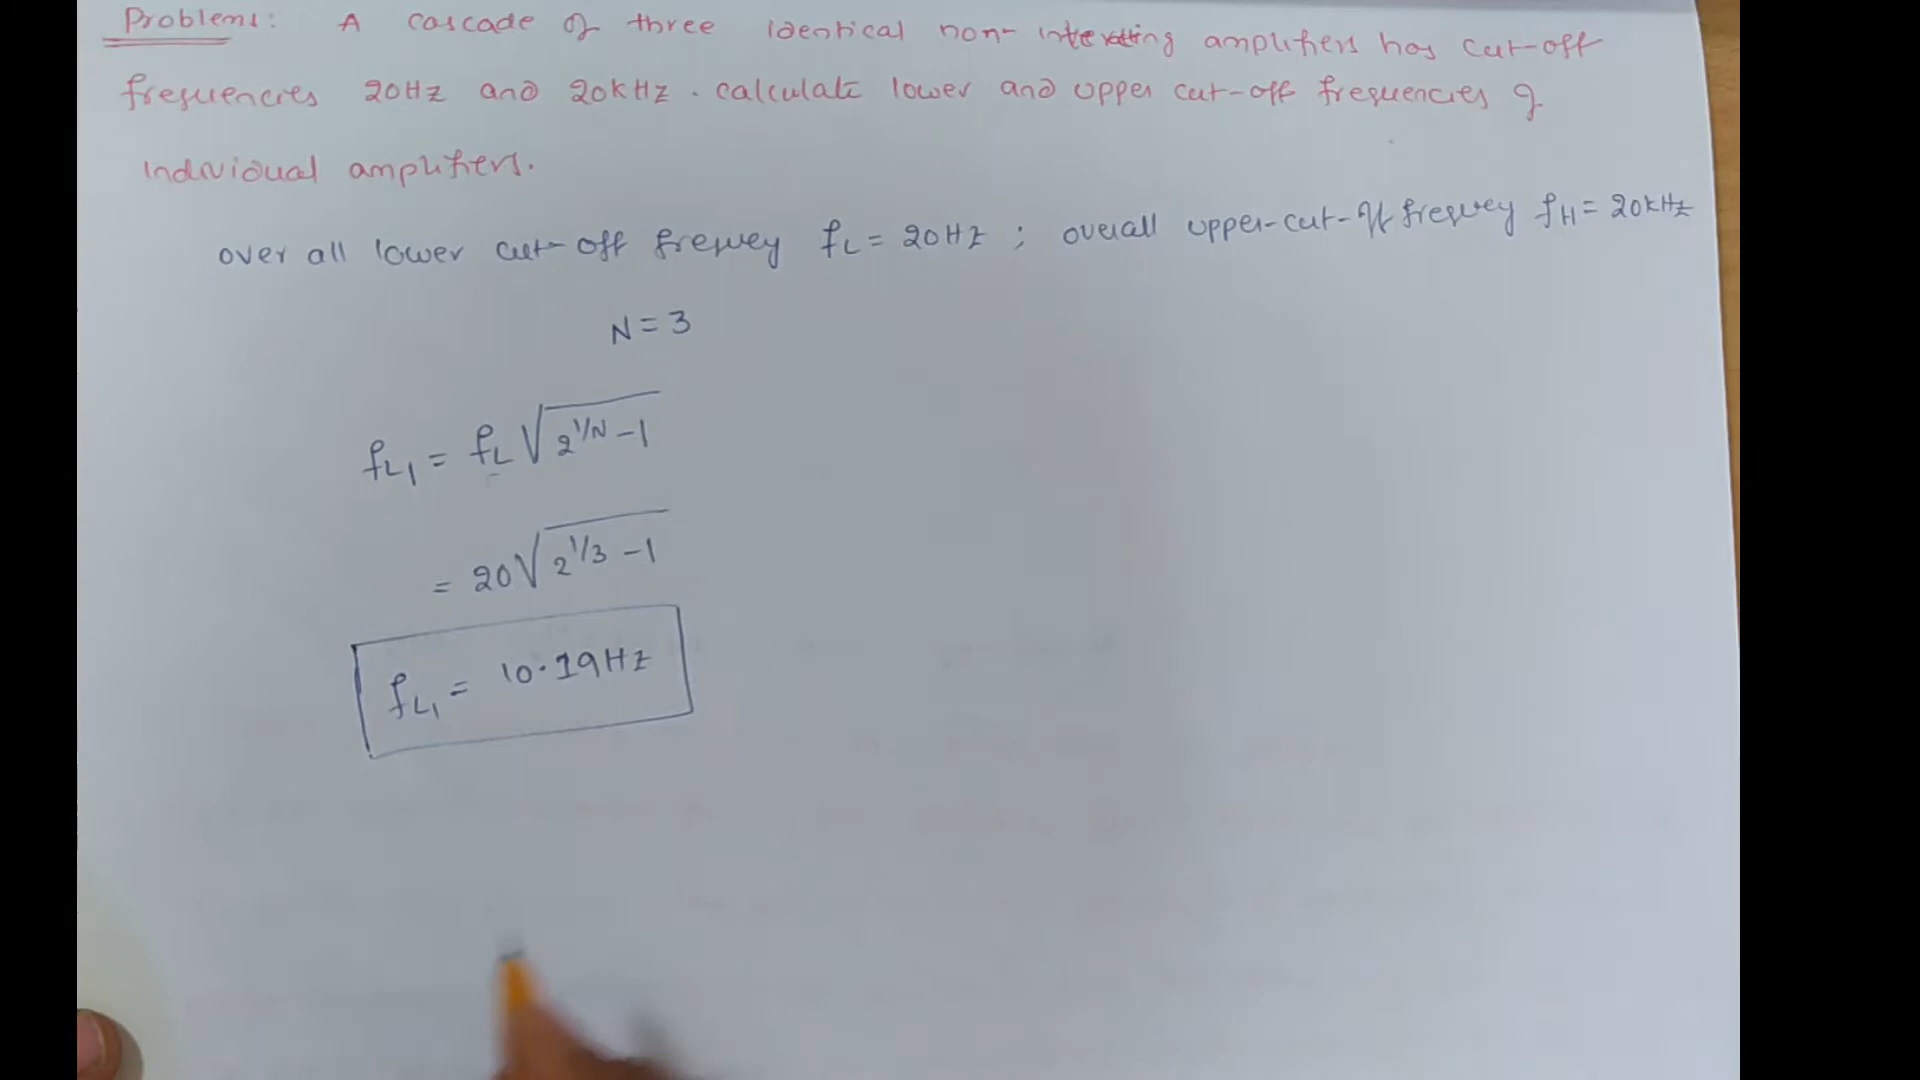 Problems: A cascade of three identical non-interacting amplifiers has cut-off
frequencies 20Hz and 20kHz. calculate lower and upper cut-off frequencies of
individual amplifiers.
over all lower cut-off freqency fL = 20Hz ; overall upper-cut-off freqency fH = 20kHz
N = 3
fL1 = fL √(2^1/N - 1)
= 20 √(2^1/3 - 1)
fL1 = 10.19Hz